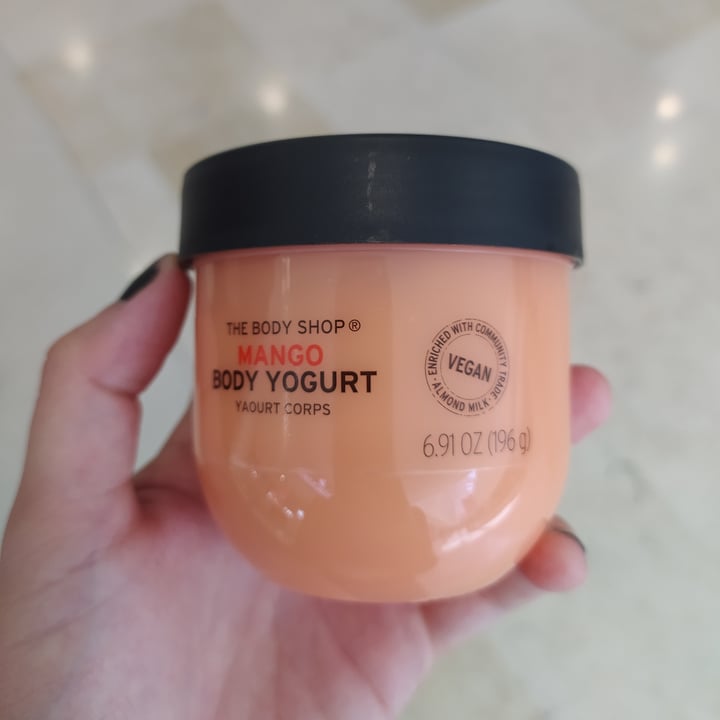 THE BODY SHOP®
MANGO
BODY YOGURT
YAOURT CORPS
ENRICHED WITH COMMUNITY TRADE · ALMOND MILK ·
VEGAN
6.91 OZ (196 g)